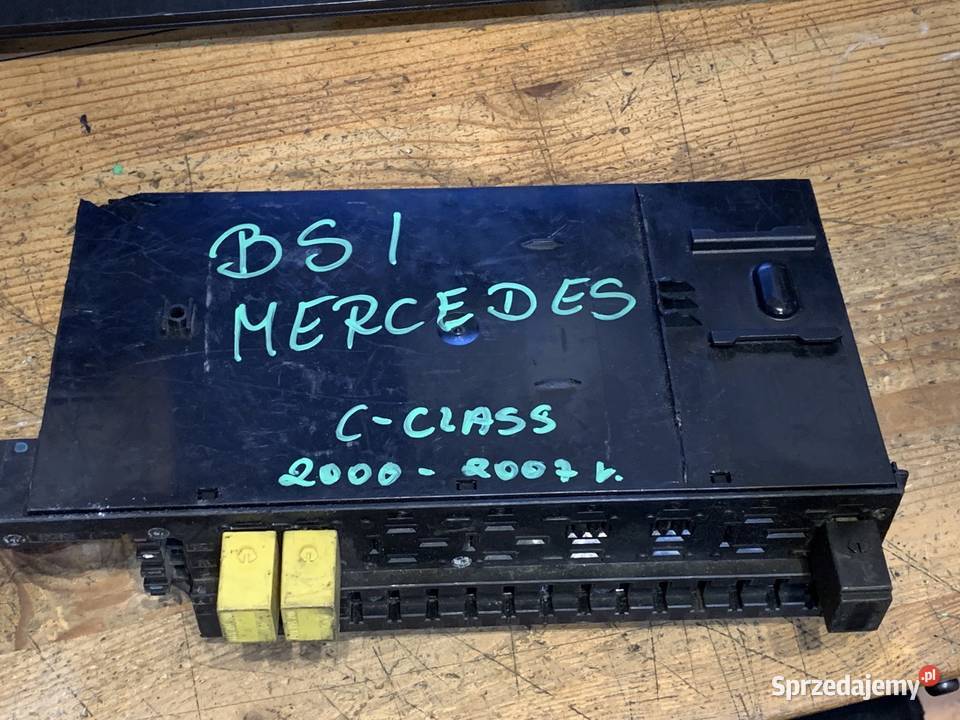 BSI
MERCEDES
C-CLASS
2000 - 2007 r.
Sprzedajemy.pl